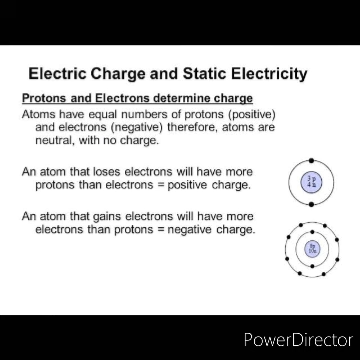 Electric Charge and Static Electricity
Protons and Electrons determine charge
Atoms have equal numbers of protons (positive)
and electrons (negative) therefore, atoms are
neutral, with no charge.
An atom that loses electrons will have more
protons than electrons = positive charge.
3 p
4 n
An atom that gains electrons will have more
electrons than protons = negative charge.
PowerDirector